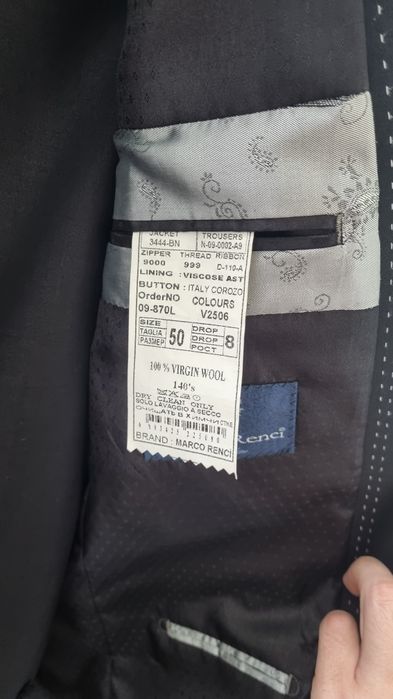 JACKET TROUSERS
3444-BN N-09-0002-A9
ZIPPER THREAD RIBBON
9000 999 D-110-A
LINING : VISCOSE AST
BUTTON : ITALY COROZO
OrderNO COLOURS
09-870L V2506
SIZE DROP
TAGLIA 50 DROP 8
РАЗМЕР РОСТ
100 % VIRGIN WOOL
140's
DRY CLEAN ONLY
SOLO LAVAGGIO A SECCO
BRAND : MARCO RENCI
Renci